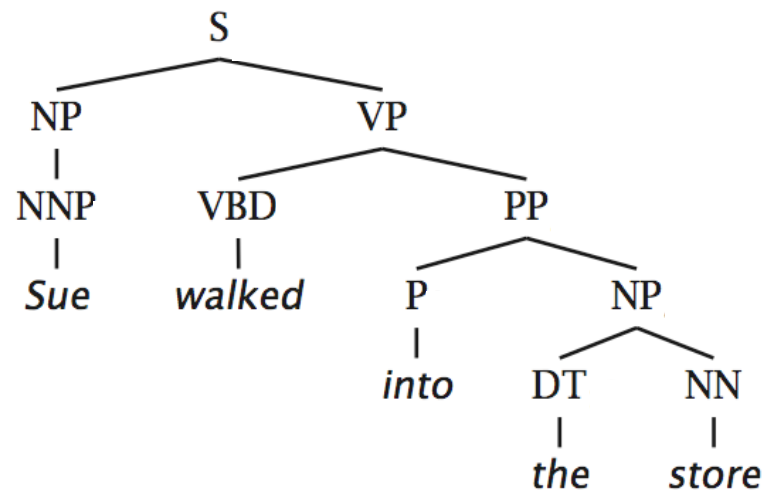 S
NP VP
NNP VBD PP
Sue walked P NP
into DT NN
the store